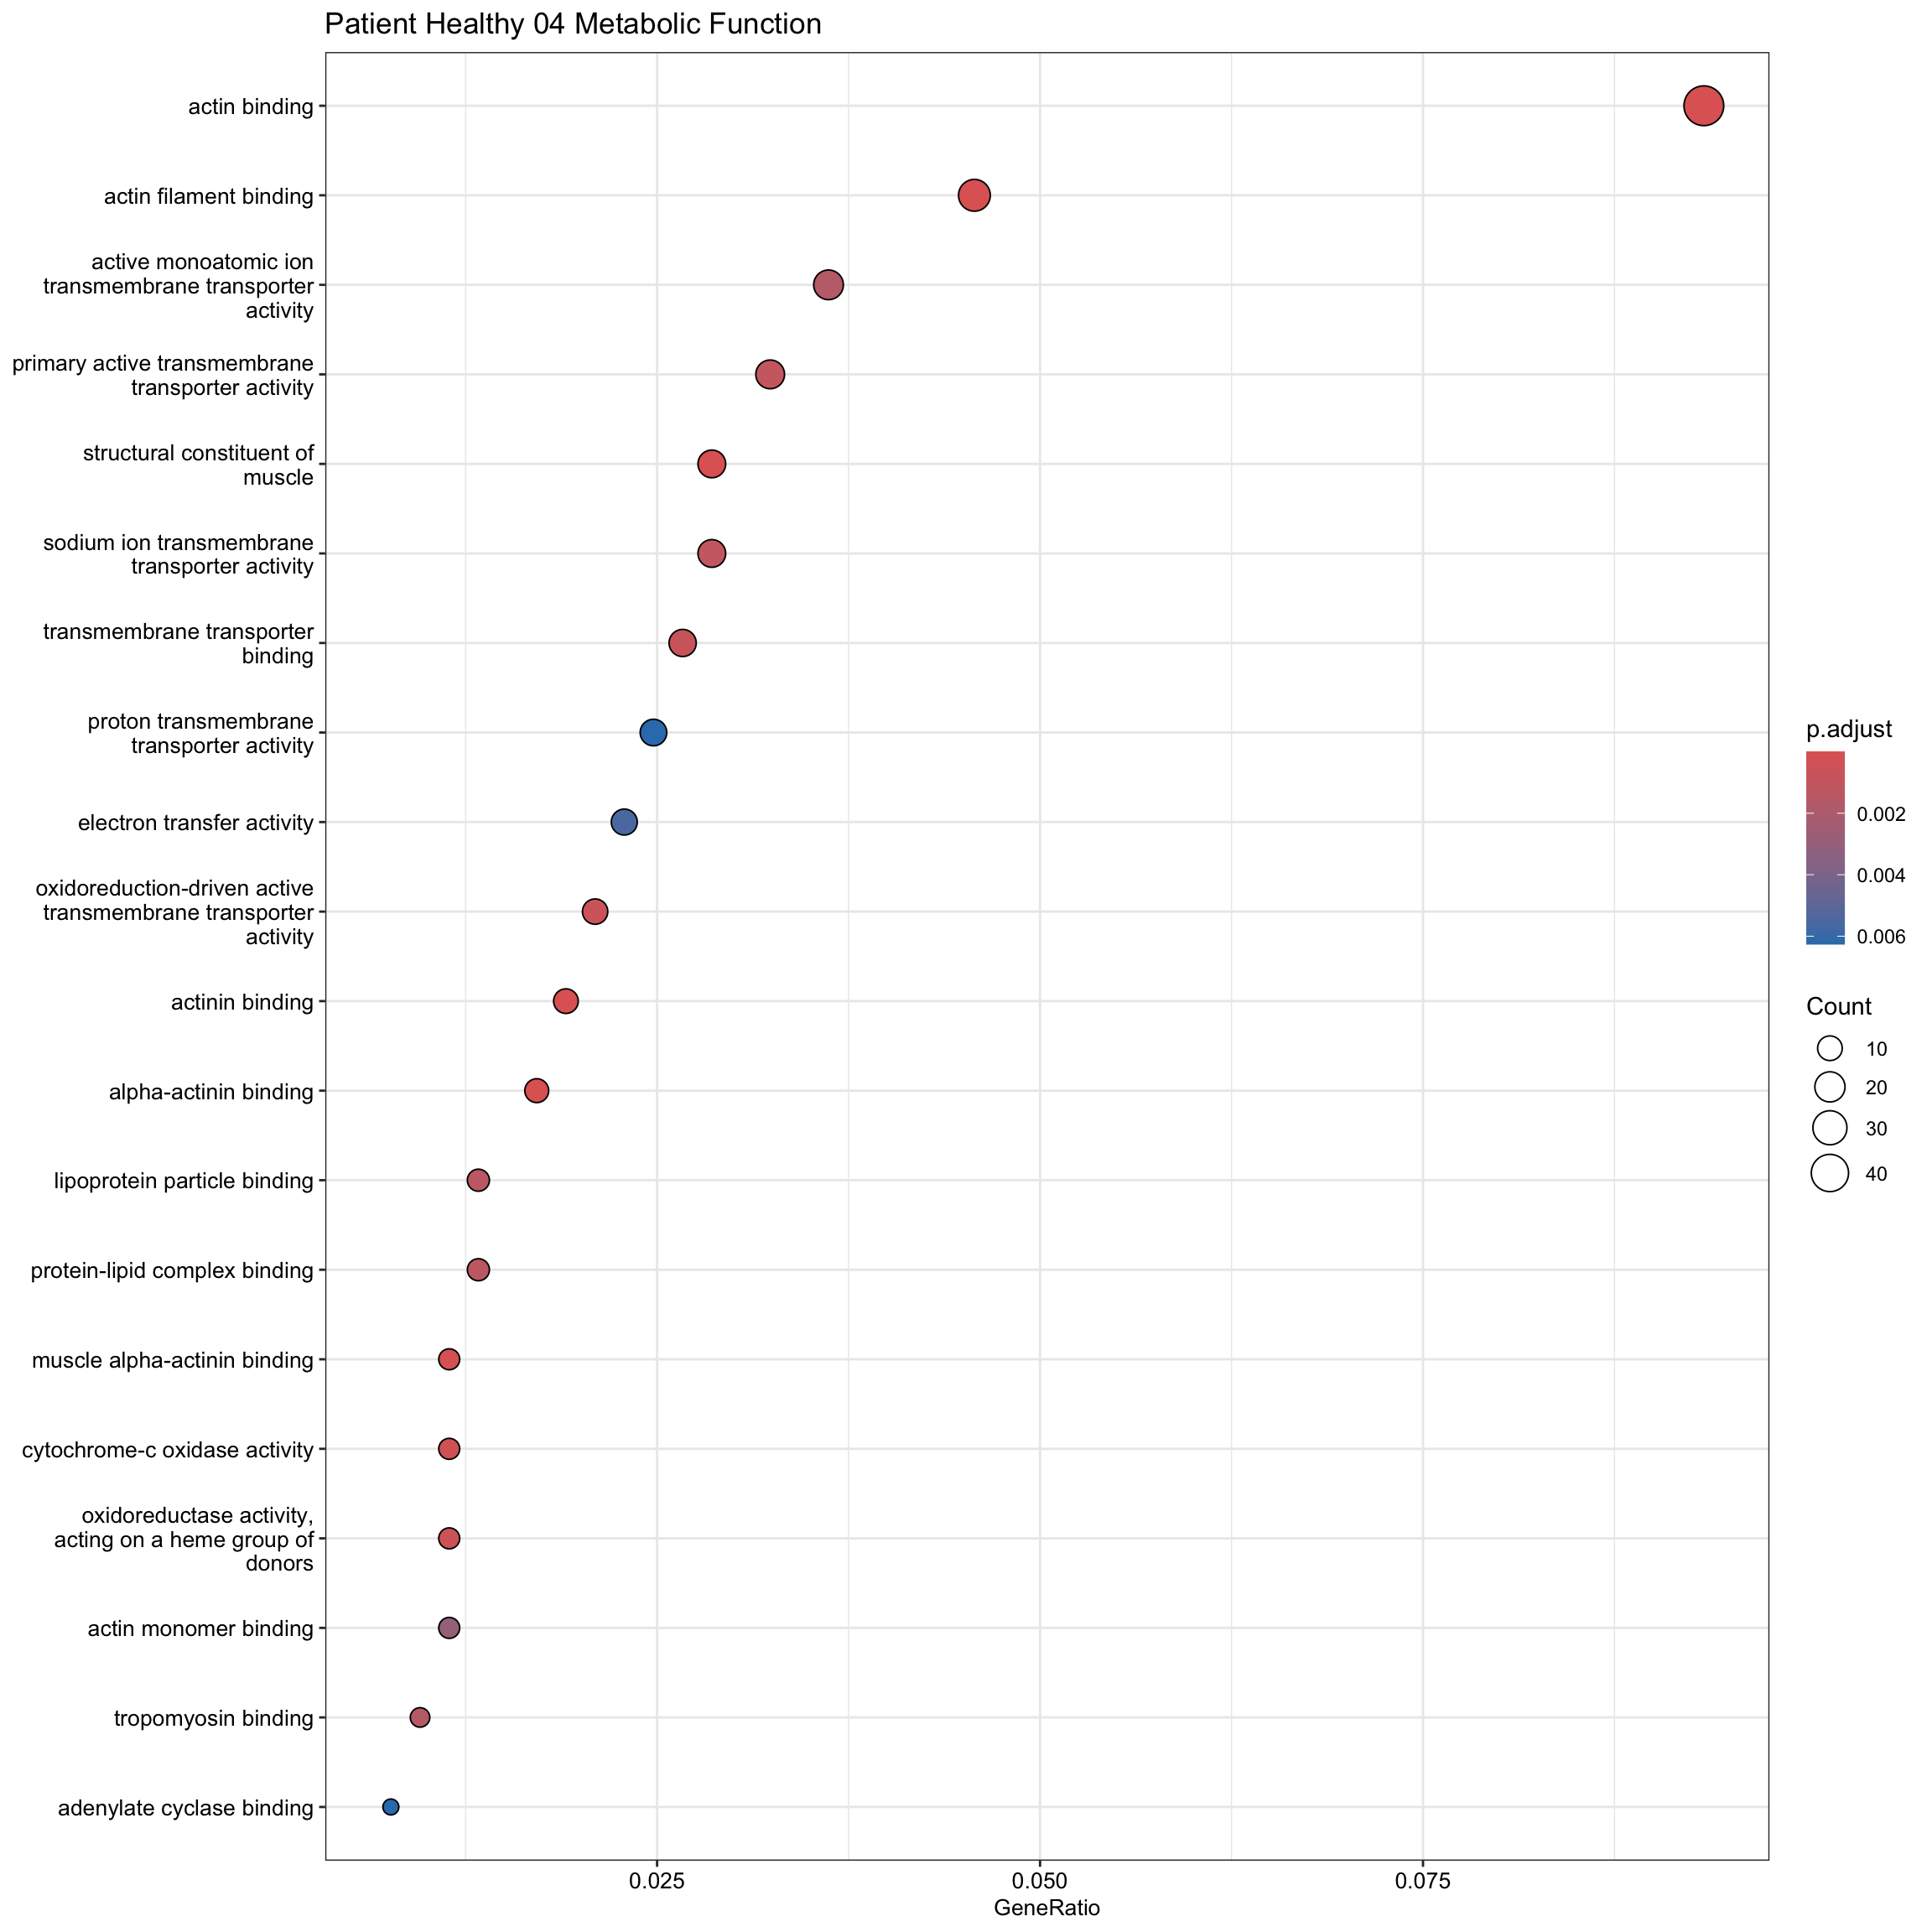 Patient Healthy 04 Metabolic Function
actin binding
actin filament binding
active monoatomic ion
transmembrane transporter
activity
primary active transmembrane
transporter activity
structural constituent of
muscle
sodium ion transmembrane
transporter activity
transmembrane transporter
binding
proton transmembrane
transporter activity
electron transfer activity
oxidoreduction-driven active
transmembrane transporter
activity
actinin binding
alpha-actinin binding
lipoprotein particle binding
protein-lipid complex binding
muscle alpha-actinin binding
cytochrome-c oxidase activity
oxidoreductase activity,
acting on a heme group of
donors
actin monomer binding
tropomyosin binding
adenylate cyclase binding
0.025
0.050
0.075
GeneRatio
p.adjust
0.002
0.004
0.006
Count
10
20
30
40